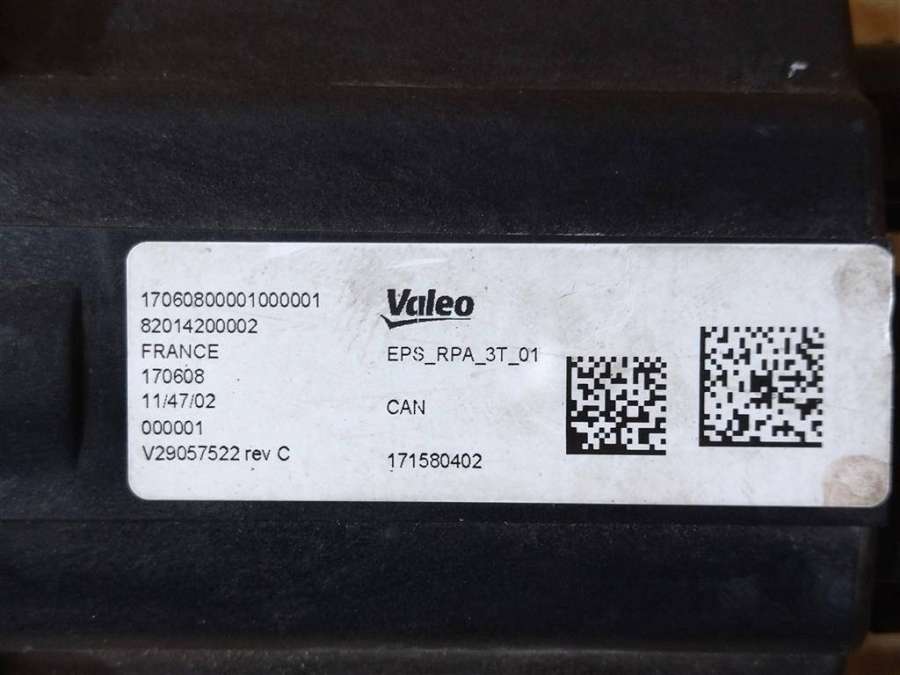 17060800001000001
82014200002
FRANCE
170608
11/47/02
000001
V29057522 rev C
Valeo
EPS_RPA_3T_01
CAN
171580402